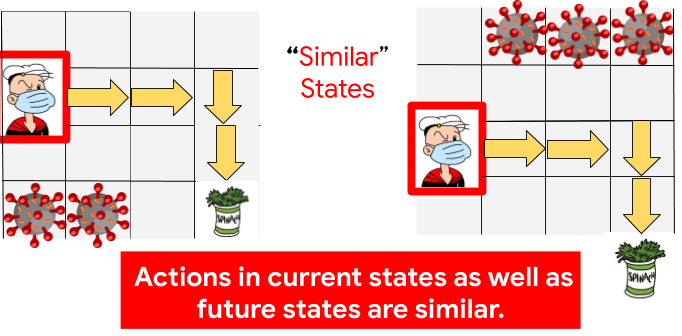 “Similar”
States
SPINACH
SPINACH
Actions in current states as well as
future states are similar.